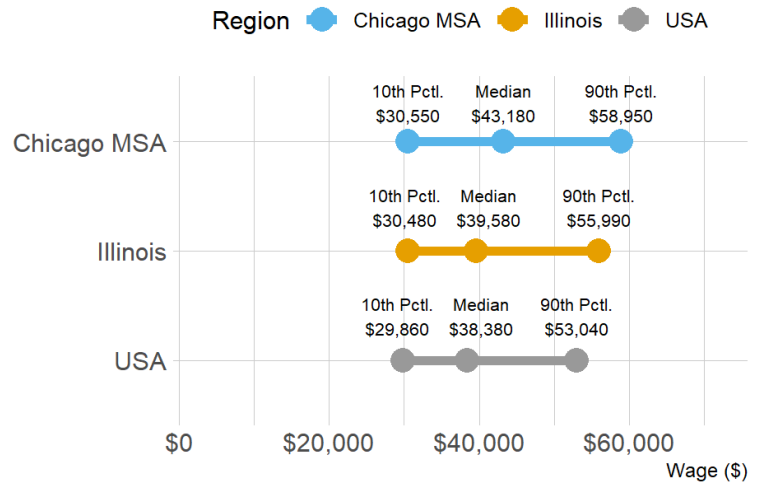 Region Chicago MSA Illinois USA
10th Pctl. Median 90th Pctl.
$30,550 $43,180 $58,950
Chicago MSA
10th Pctl. Median 90th Pctl.
$30,480 $39,580 $55,990
Illinois
10th Pctl. Median 90th Pctl.
$29,860 $38,380 $53,040
USA
$0 $20,000 $40,000 $60,000
Wage ($)